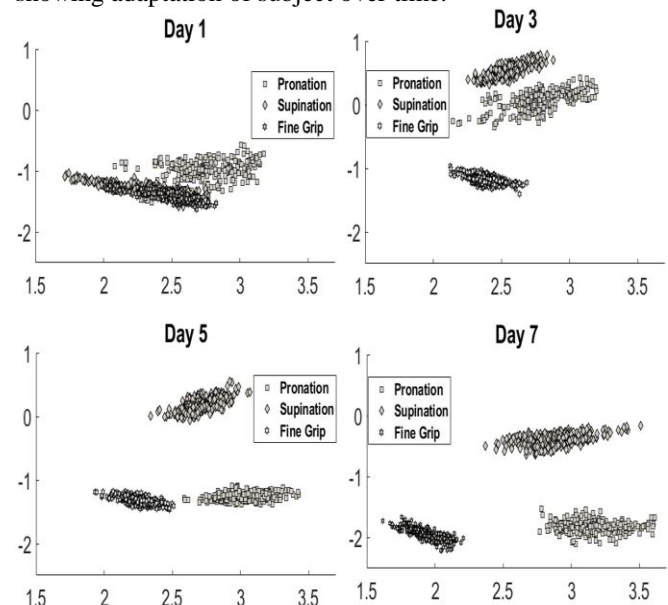 showing adaptation of subject over time.
Day 1
1
0
-1
-2
1.5 2 2.5 3 3.5
Pronation
Supination
Fine Grip
Day 3
1
0
-1
-2
1.5 2 2.5 3 3.5
Pronation
Supination
Fine Grip
Day 5
1
0
-1
-2
1.5 2 2.5 3 3.5
Pronation
Supination
Fine Grip
Day 7
1
0
-1
-2
1.5 2 2.5 3 3.5
Pronation
Supination
Fine Grip